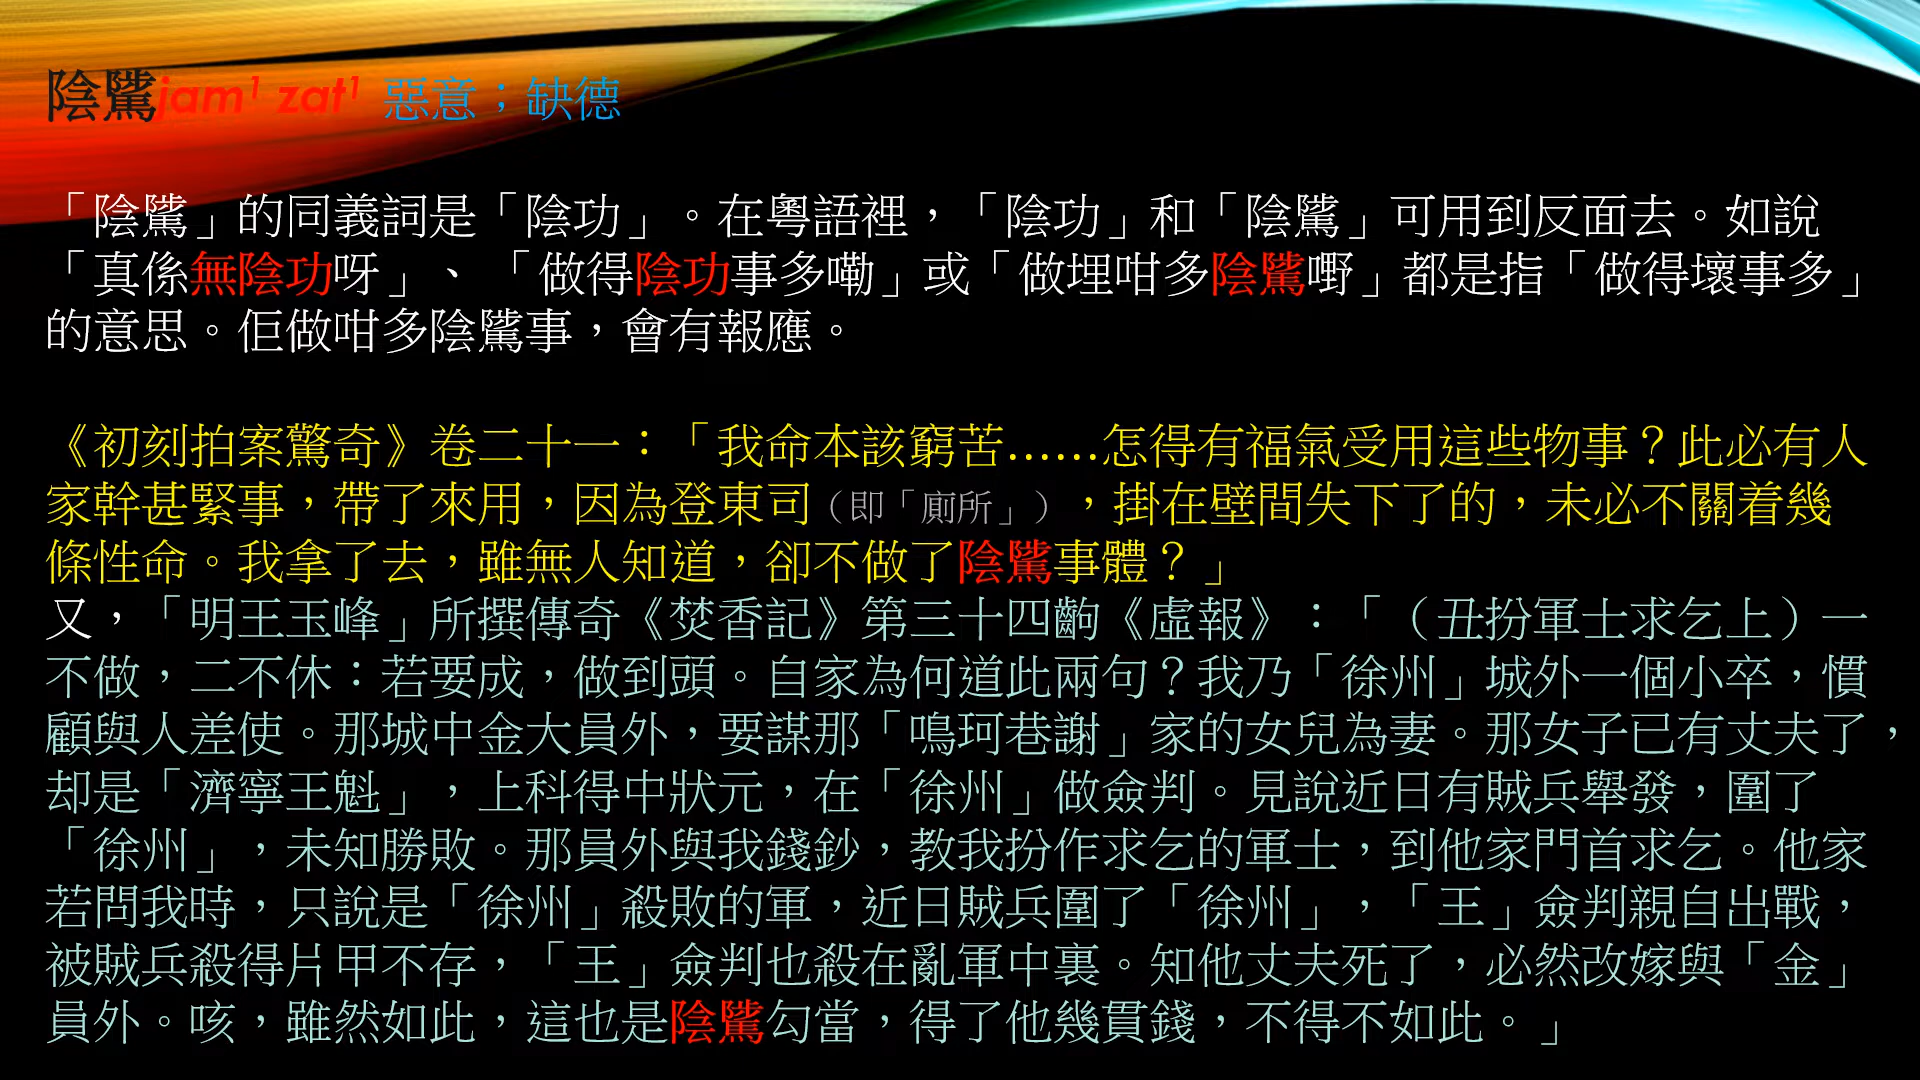 陰騭jam¹ zat¹ 惡意；缺德
「陰騭」的同義詞是「陰功」。在粵語裡，「陰功」和「陰騭」可用到反面去。如說
「真係無陰功呀」、「做得陰功事多嘞」或「做埋咁多陰騭嘢」都是指「做得壞事多」
的意思。佢做咁多陰騭事，會有報應。
《初刻拍案驚奇》卷二十一：「我命本該窮苦……怎得有福氣受用這些物事？此必有人
家幹甚緊事，帶了來用，因為登東司（即「廁所」），掛在壁間失下了的，未必不關着幾
條性命。我拿了去，雖無人知道，卻不做了陰騭事體？」
又，「明王玉峰」所撰傳奇《焚香記》第三十四齣《虛報》：「（丑扮軍士求乞上）一
不做，二不休：若要成，做到頭。自家為何道此兩句？我乃「徐州」城外一個小卒，慣
顧與人差使。那城中金大員外，要謀那「鳴珂巷謝」家的女兒為妻。那女子已有丈夫了，
却是「濟寧王魁」，上科得中狀元，在「徐州」做僉判。見說近日有賊兵舉發，圍了
「徐州」，未知勝敗。那員外與我錢鈔，教我扮作求乞的軍士，到他家門首求乞。他家
若問我時，只說是「徐州」殺敗的軍，近日賊兵圍了「徐州」，「王」僉判親自出戰，
被賊兵殺得片甲不存，「王」僉判也殺在亂軍中裏。知他丈夫死了，必然改嫁與「金」
員外。咳，雖然如此，這也是陰騭勾當，得了他幾貫錢，不得不如此。」